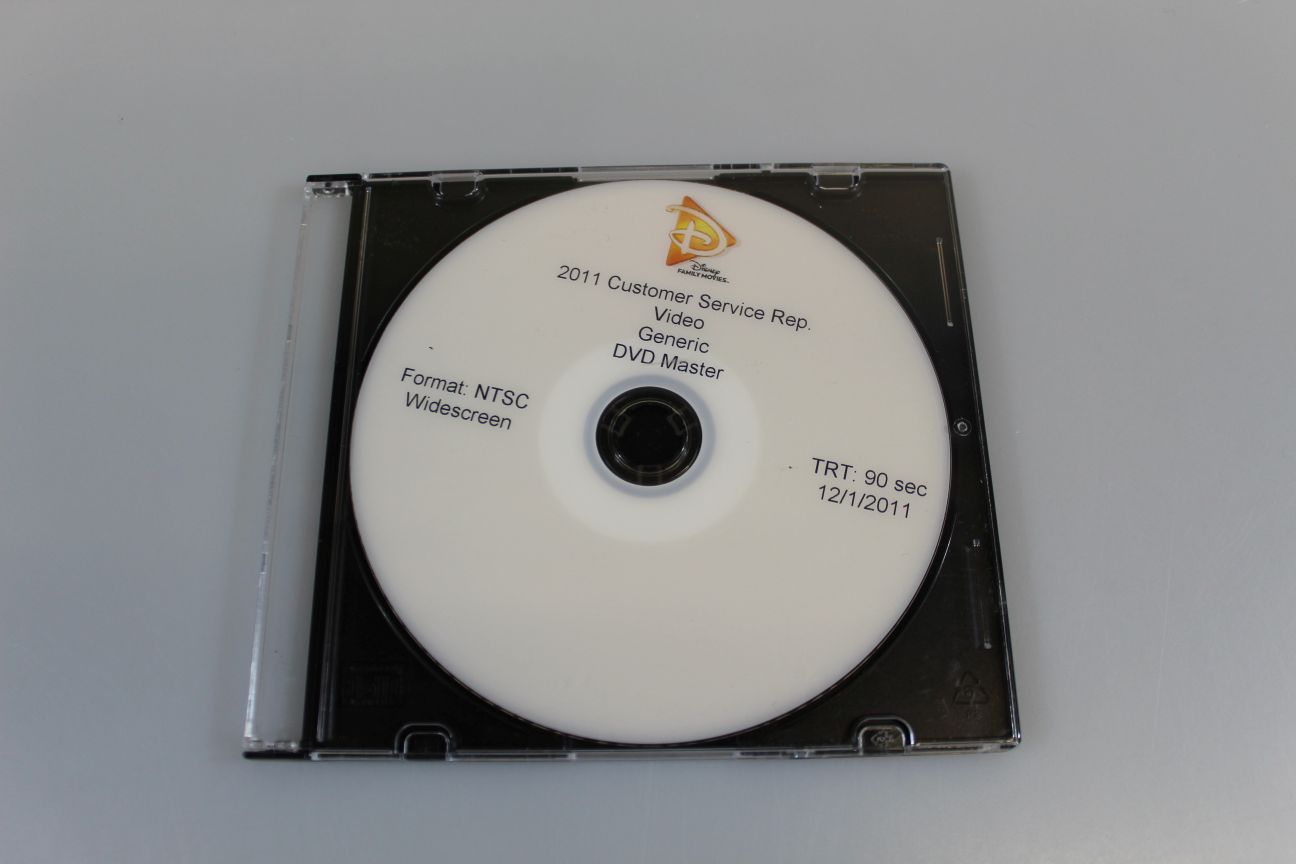 D
Disney
FAMILY MOVIES™
2011 Customer Service Rep.
Video
Generic
DVD Master
Format: NTSC
Widescreen
TRT: 90 sec
12/1/2011